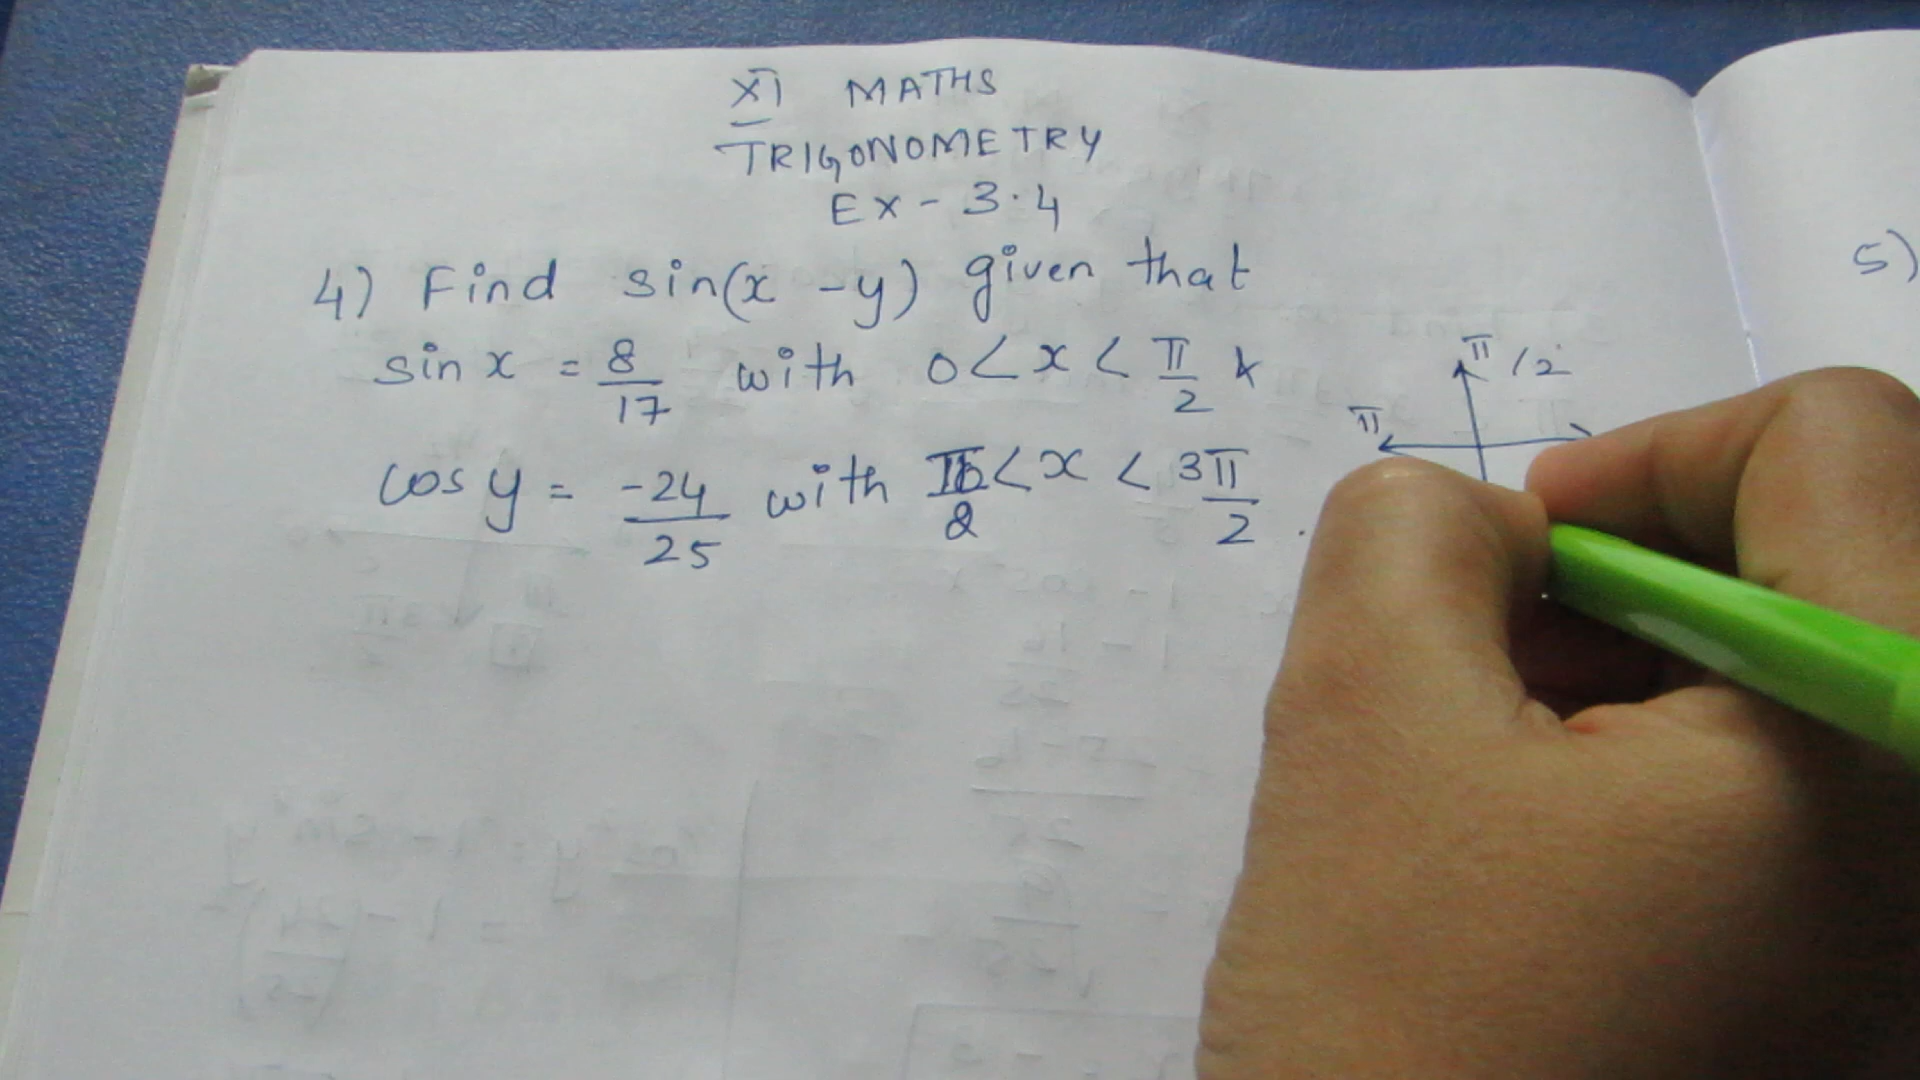 XI MATHS
TRIGONOMETRY
EX - 3.4
4) Find sin(x - y) given that
sin x = 8/17 with 0 < x < π/2 &
cos y = -24/25 with π < x < 3π/2 .
π/2
π
5)